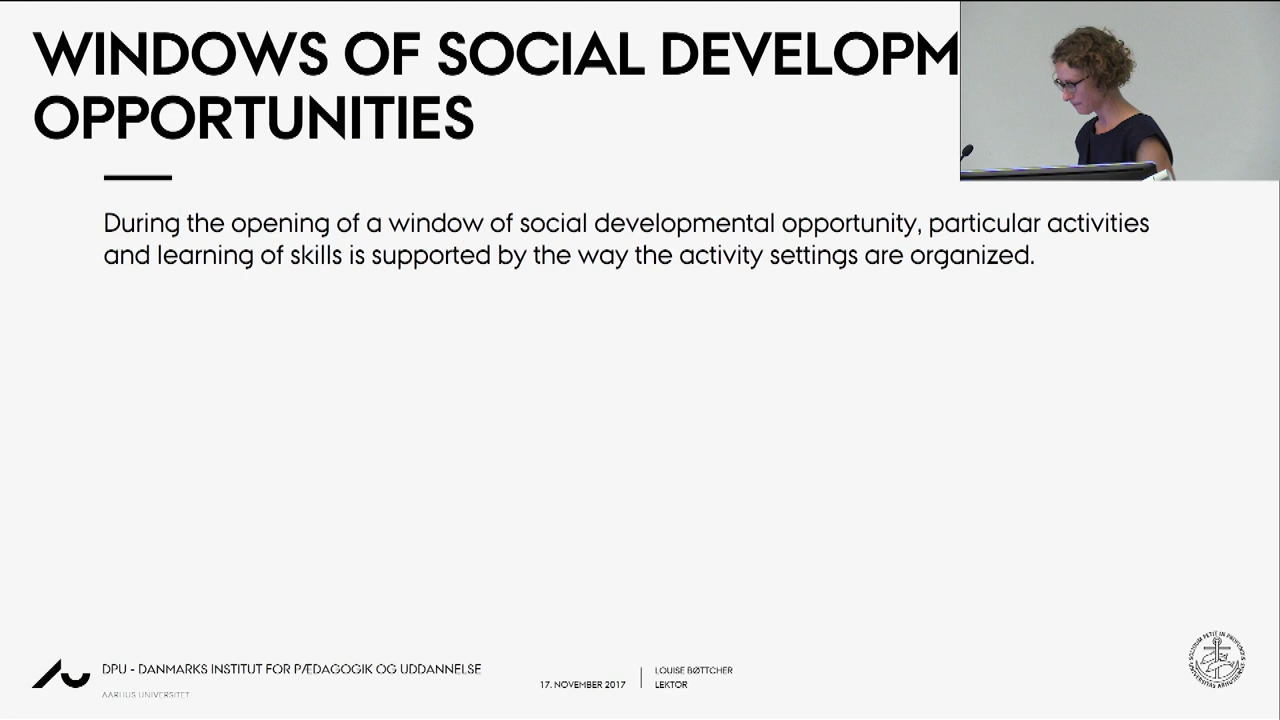 WINDOWS OF SOCIAL DEVELOPM
OPPORTUNITIES
During the opening of a window of social developmental opportunity, particular activities
and learning of skills is supported by the way the activity settings are organized.
DPU - DANMARKS INSTITUT FOR PÆDAGOGIK OG UDDANNELSE
AARHUS UNIVERSITET
17. NOVEMBER 2017
LOUISE BØTTCHER
LEKTOR